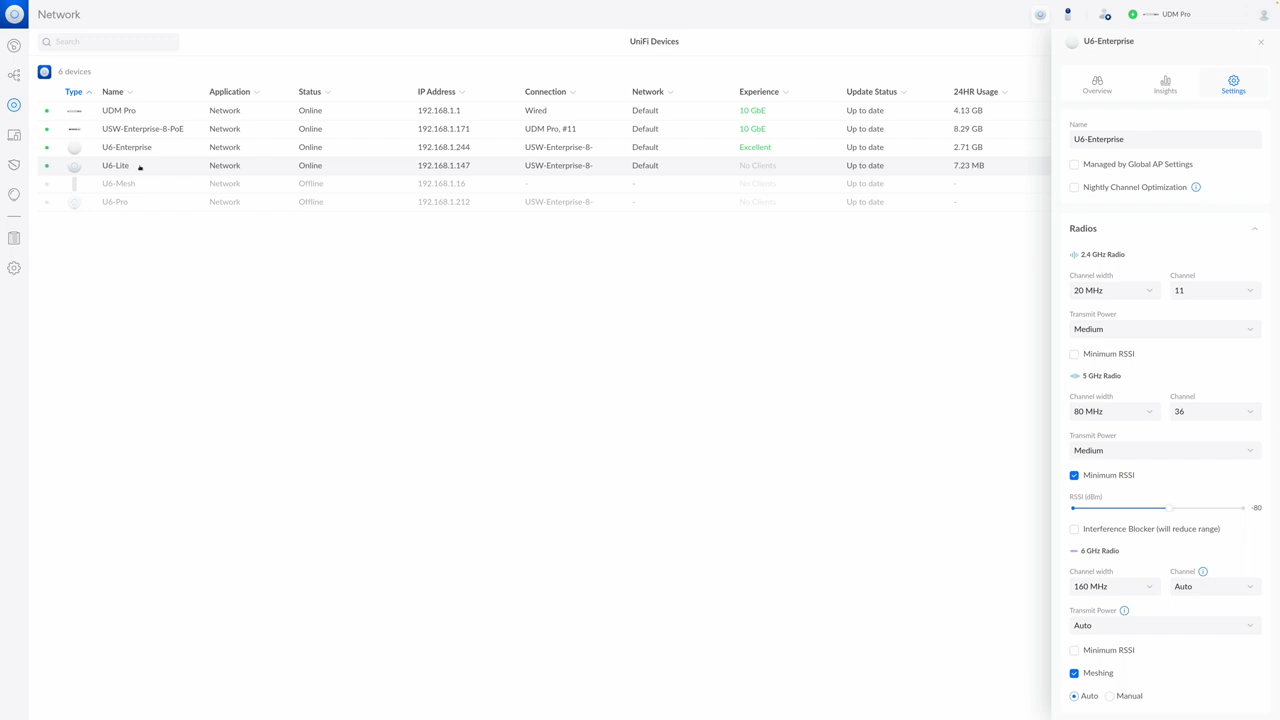 Network
UDM Pro
Search
UniFi Devices
6 devices
Type Name Application Status IP Address Connection Network Experience Update Status 24HR Usage
UDM Pro Network Online 192.168.1.1 Wired Default 10 GbE Up to date 4.13 GB
USW-Enterprise-8-PoE Network Online 192.168.1.171 UDM Pro, #11 Default 10 GbE Up to date 8.29 GB
U6-Enterprise Network Online 192.168.1.244 USW-Enterprise-8- Default Excellent Up to date 2.71 GB
U6-Lite Network Online 192.168.1.147 USW-Enterprise-8- Default No Clients Up to date 7.23 MB
U6-Mesh Network Offline 192.168.1.16 - - No Clients Up to date -
U6-Pro Network Offline 192.168.1.212 USW-Enterprise-8- - No Clients Up to date -
U6-Enterprise
Overview Insights Settings
Name
U6-Enterprise
Managed by Global AP Settings
Nightly Channel Optimization
Radios
2.4 GHz Radio
Channel width Channel
20 MHz 11
Transmit Power
Medium
Minimum RSSI
5 GHz Radio
Channel width Channel
80 MHz 36
Transmit Power
Medium
Minimum RSSI
RSSI (dBm)
-80
Interference Blocker (will reduce range)
6 GHz Radio
Channel width Channel
160 MHz Auto
Transmit Power
Auto
Minimum RSSI
Meshing
Auto Manual